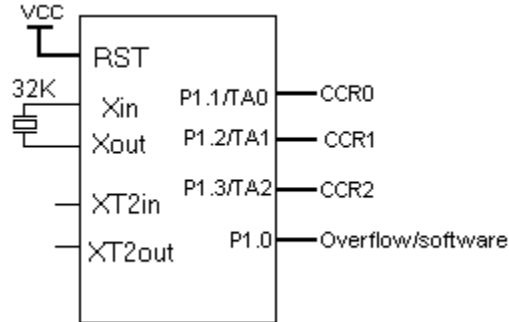 VCC
RST
32K
Xin
P1.1/TA0
CCR0
Xout
P1.2/TA1
CCR1
P1.3/TA2
CCR2
XT2in
P1.0
Overflow/software
XT2out